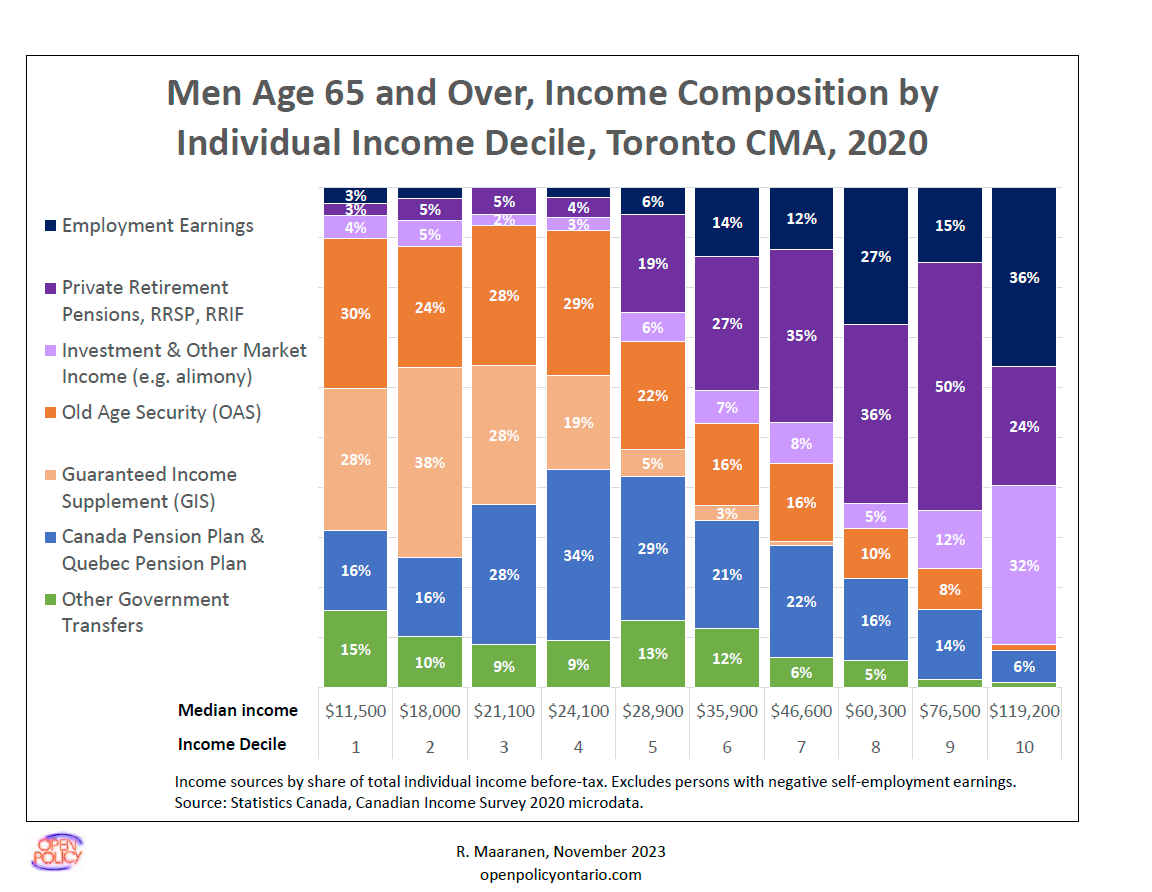 Men Age 65 and Over, Income Composition by
Individual Income Decile, Toronto CMA, 2020
Employment Earnings
Private Retirement
Pensions, RRSP, RRIF
Investment & Other Market
Income (e.g. alimony)
Old Age Security (OAS)
Guaranteed Income
Supplement (GIS)
Canada Pension Plan &
Quebec Pension Plan
Other Government
Transfers
3%
3%
4%
30%
28%
16%
15%
5%
5%
24%
38%
16%
10%
5%
2%
28%
28%
28%
9%
4%
3%
29%
19%
34%
9%
6%
19%
6%
22%
5%
29%
13%
14%
27%
7%
16%
3%
21%
12%
12%
35%
8%
16%
22%
6%
27%
36%
5%
10%
16%
5%
15%
50%
12%
8%
14%
36%
24%
32%
6%
Median income $11,500 $18,000 $21,100 $24,100 $28,900 $35,900 $46,600 $60,300 $76,500 $119,200
Income Decile 1 2 3 4 5 6 7 8 9 10
Income sources by share of total individual income before-tax. Excludes persons with negative self-employment earnings.
Source: Statistics Canada, Canadian Income Survey 2020 microdata.
OPEN
POLICY
R. Maaranen, November 2023
openpolicyontario.com